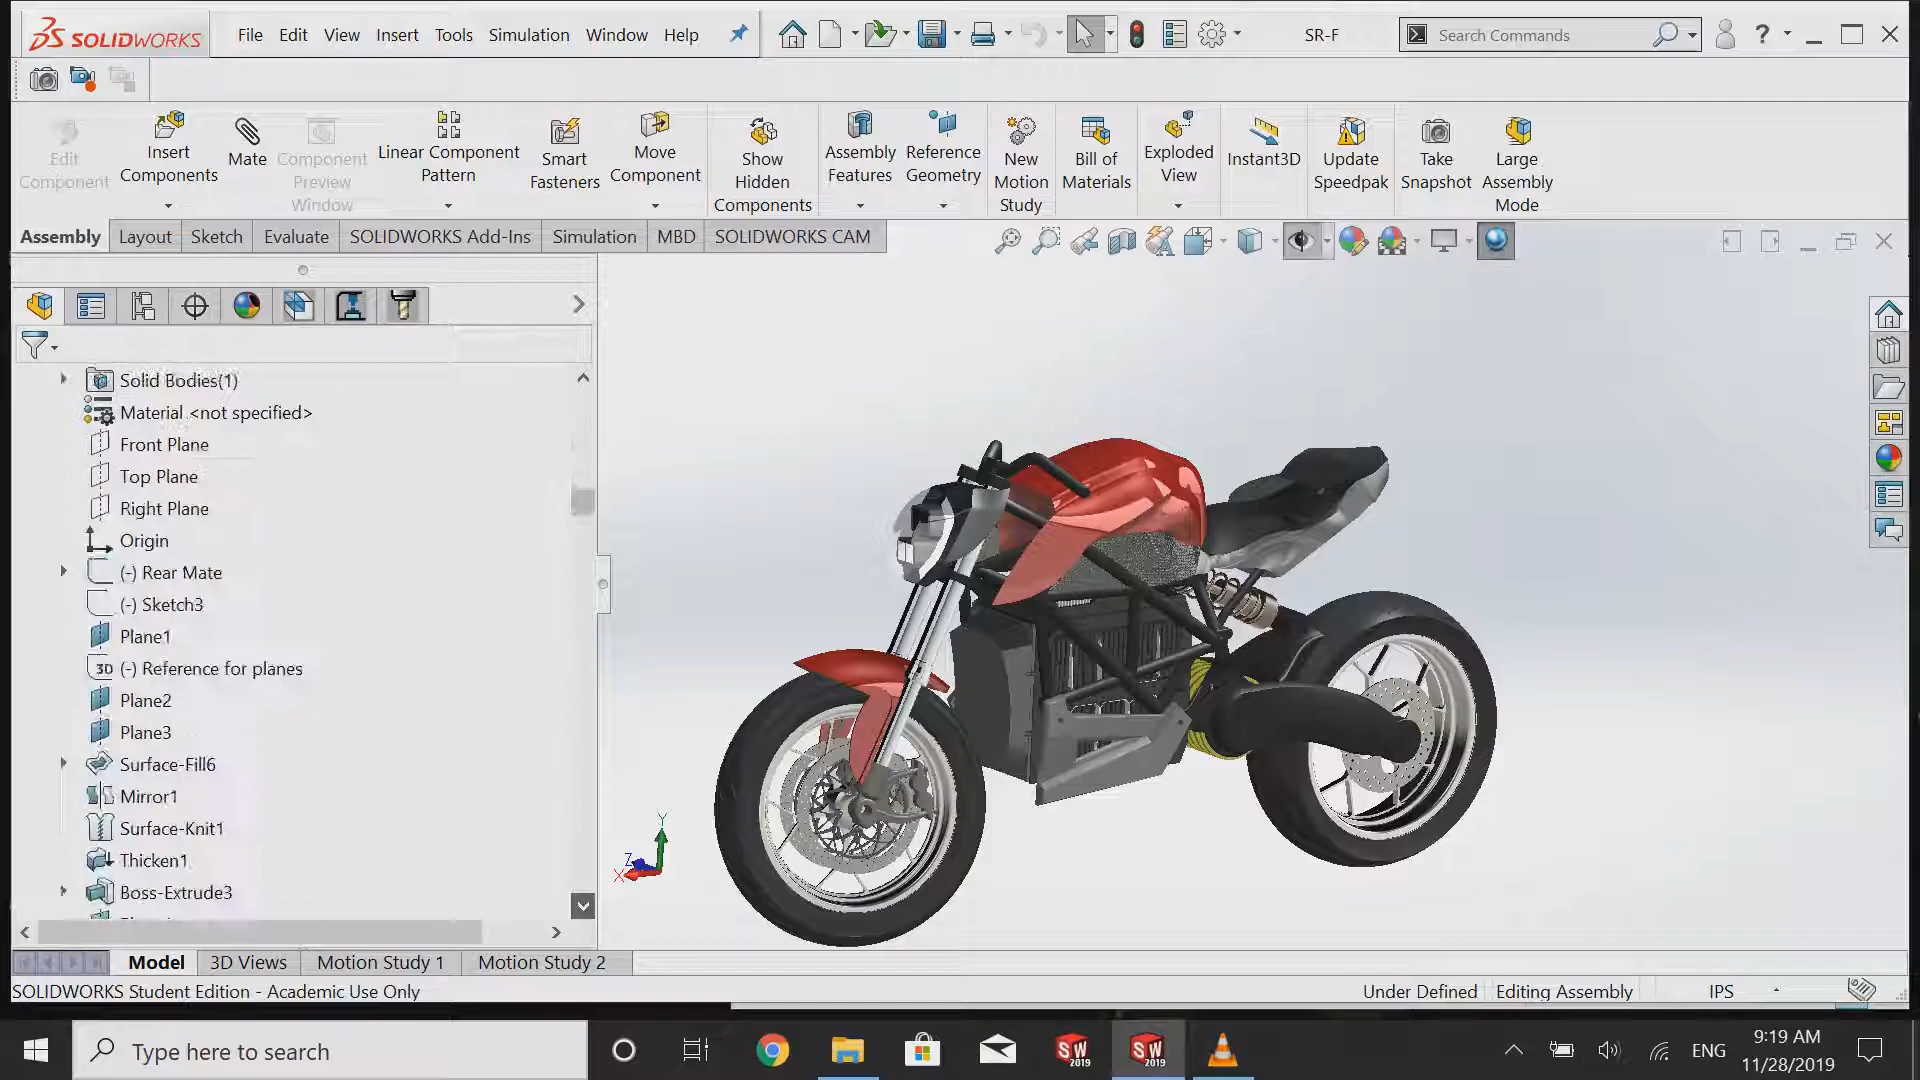 SOLIDWORKS File Edit View Insert Tools Simulation Window Help SR-F Search Commands ?
Edit Component
Insert Components
Mate
Component Preview Window
Linear Component Pattern
Smart Fasteners
Move Component
Show Hidden Components
Assembly Features
Reference Geometry
New Motion Study
Bill of Materials
Exploded View
Instant3D
Update Speedpak
Take Snapshot
Large Assembly Mode
Assembly Layout Sketch Evaluate SOLIDWORKS Add-Ins Simulation MBD SOLIDWORKS CAM
Solid Bodies(1)
Material <not specified>
Front Plane
Top Plane
Right Plane
Origin
(-) Rear Mate
(-) Sketch3
Plane1
3D (-) Reference for planes
Plane2
Plane3
Surface-Fill6
Mirror1
Surface-Knit1
Thicken1
Boss-Extrude3
Y
Z
X
Model 3D Views Motion Study 1 Motion Study 2
SOLIDWORKS Student Edition - Academic Use Only Under Defined Editing Assembly IPS
Type here to search
SW 2019
SW 2019
ENG
9:19 AM
11/28/2019